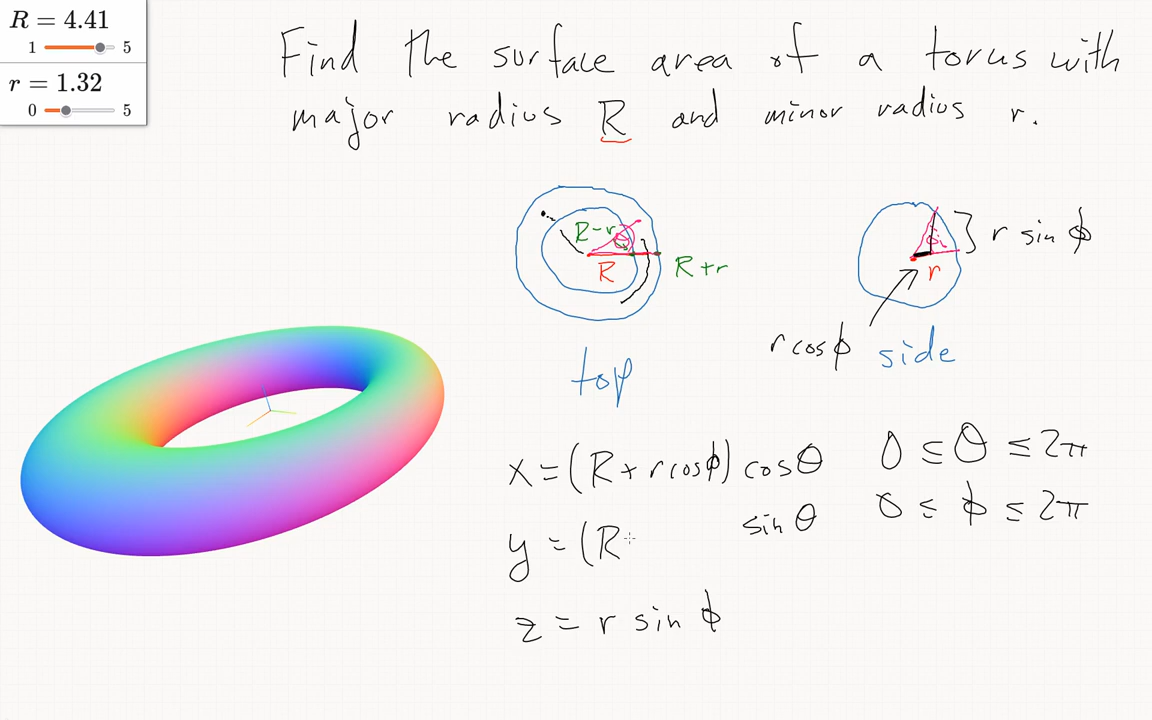 R = 4.41
1 5
r = 1.32
0 5
Find the surface area of a torus with
major radius R and minor radius r.
R-r
θ
R
R+r
top
φ
r
r sin φ
r cos φ
side
x = (R + r cos φ) cos θ
0 ≤ θ ≤ 2π
y = (R sin θ
0 ≤ φ ≤ 2π
z = r sin φ